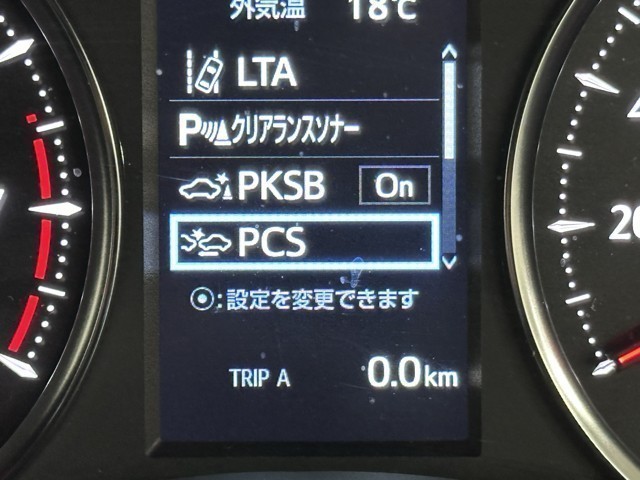 外気温 18℃
LTA
P クリアランスソナー
PKSB On
PCS
:設定を変更できます
TRIP A 0.0km